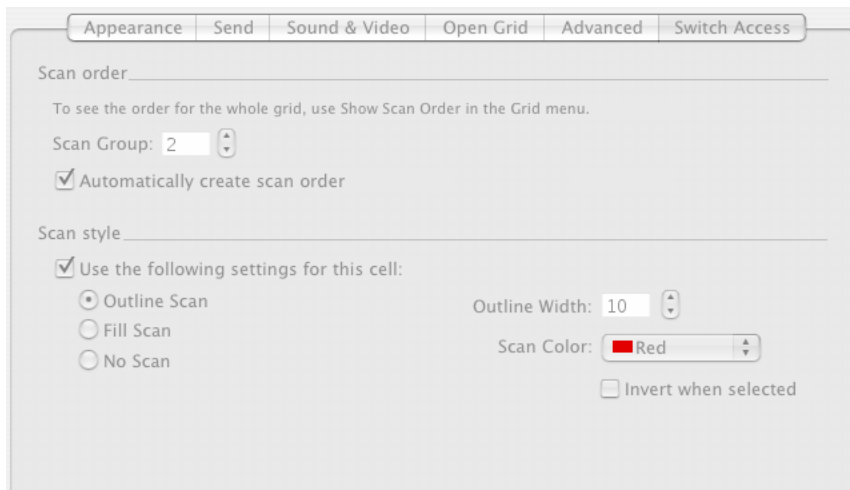 Appearance Send Sound & Video Open Grid Advanced Switch Access
Scan order
To see the order for the whole grid, use Show Scan Order in the Grid menu.
Scan Group: 2
Automatically create scan order
Scan style
Use the following settings for this cell:
Outline Scan
Outline Width: 10
Fill Scan
Scan Color: Red
No Scan
Invert when selected